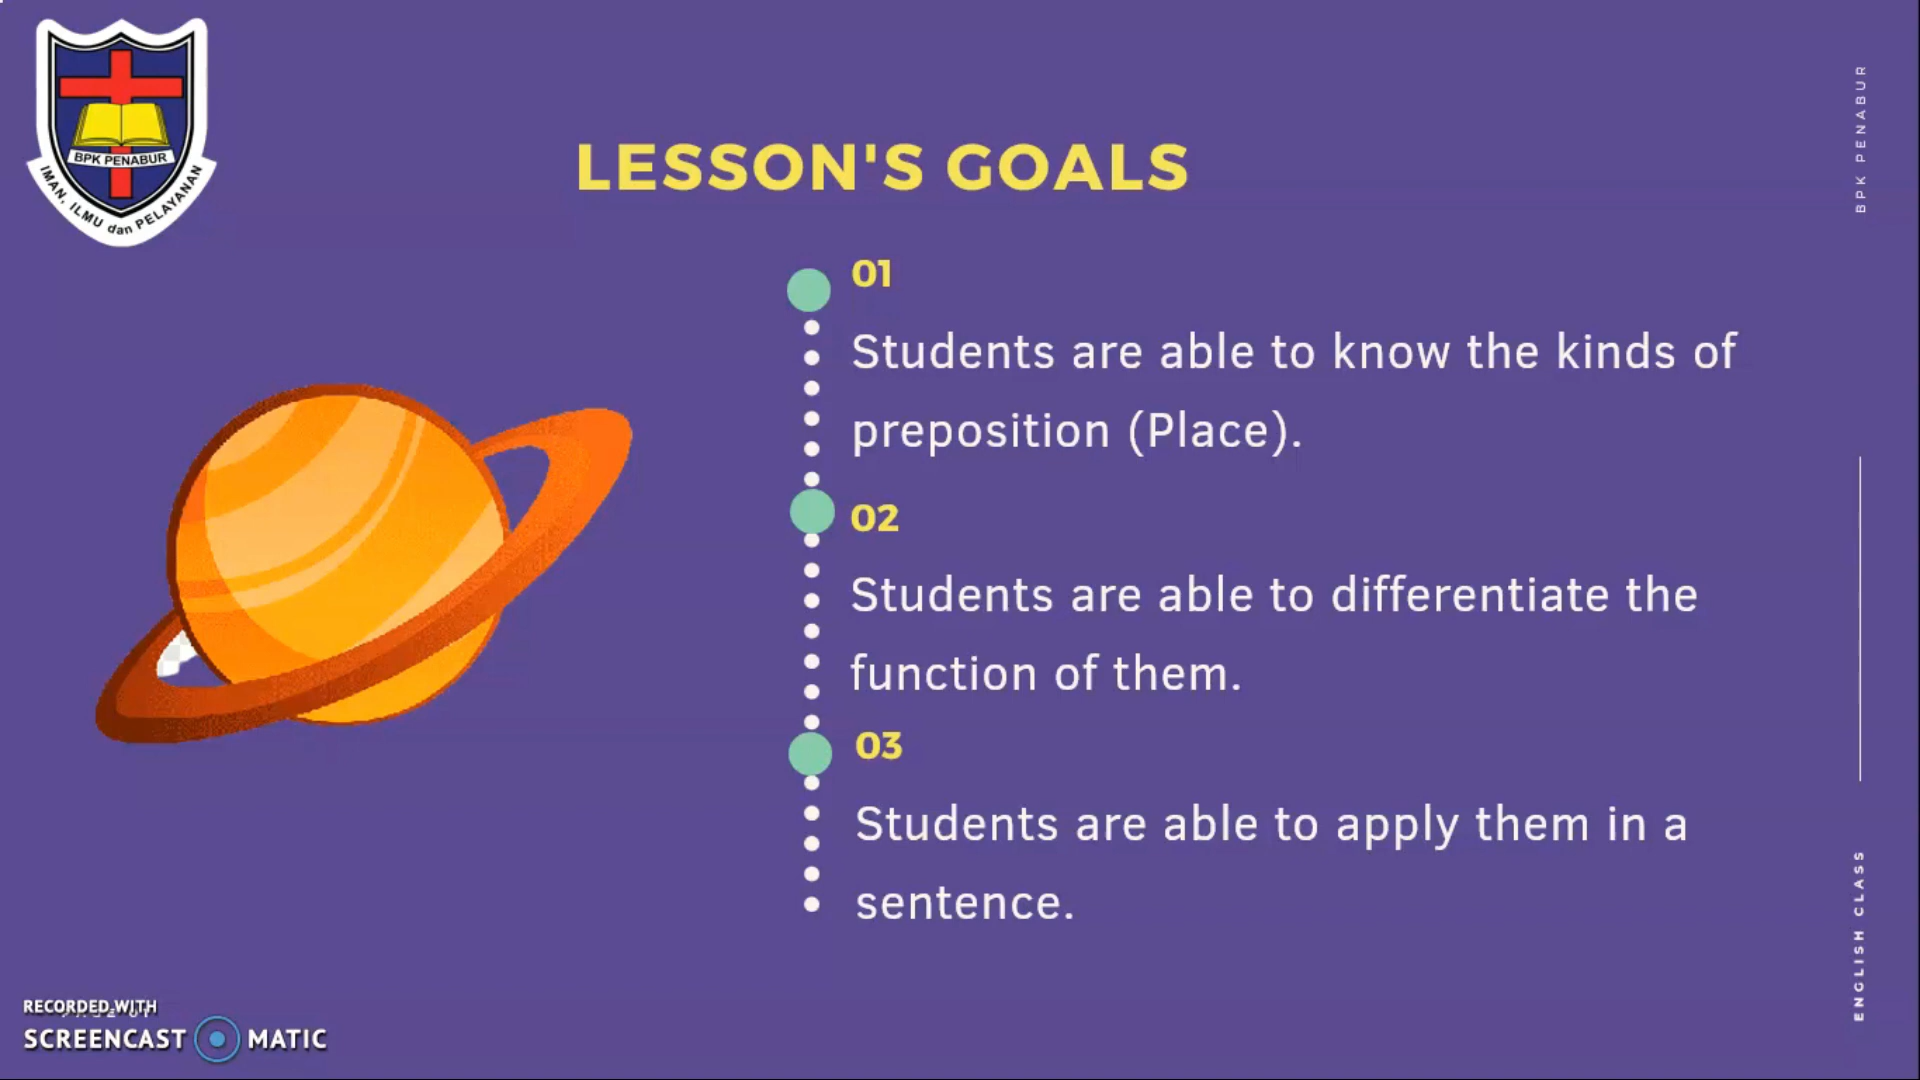 BPK PENABUR
IMAN, ILMU dan PELAYANAN
BPK PENABUR
LESSON'S GOALS
01
Students are able to know the kinds of
preposition (Place).
02
Students are able to differentiate the
function of them.
03
Students are able to apply them in a
sentence.
ENGLISH CLASS
RECORDED WITH
SCREENCAST MATIC